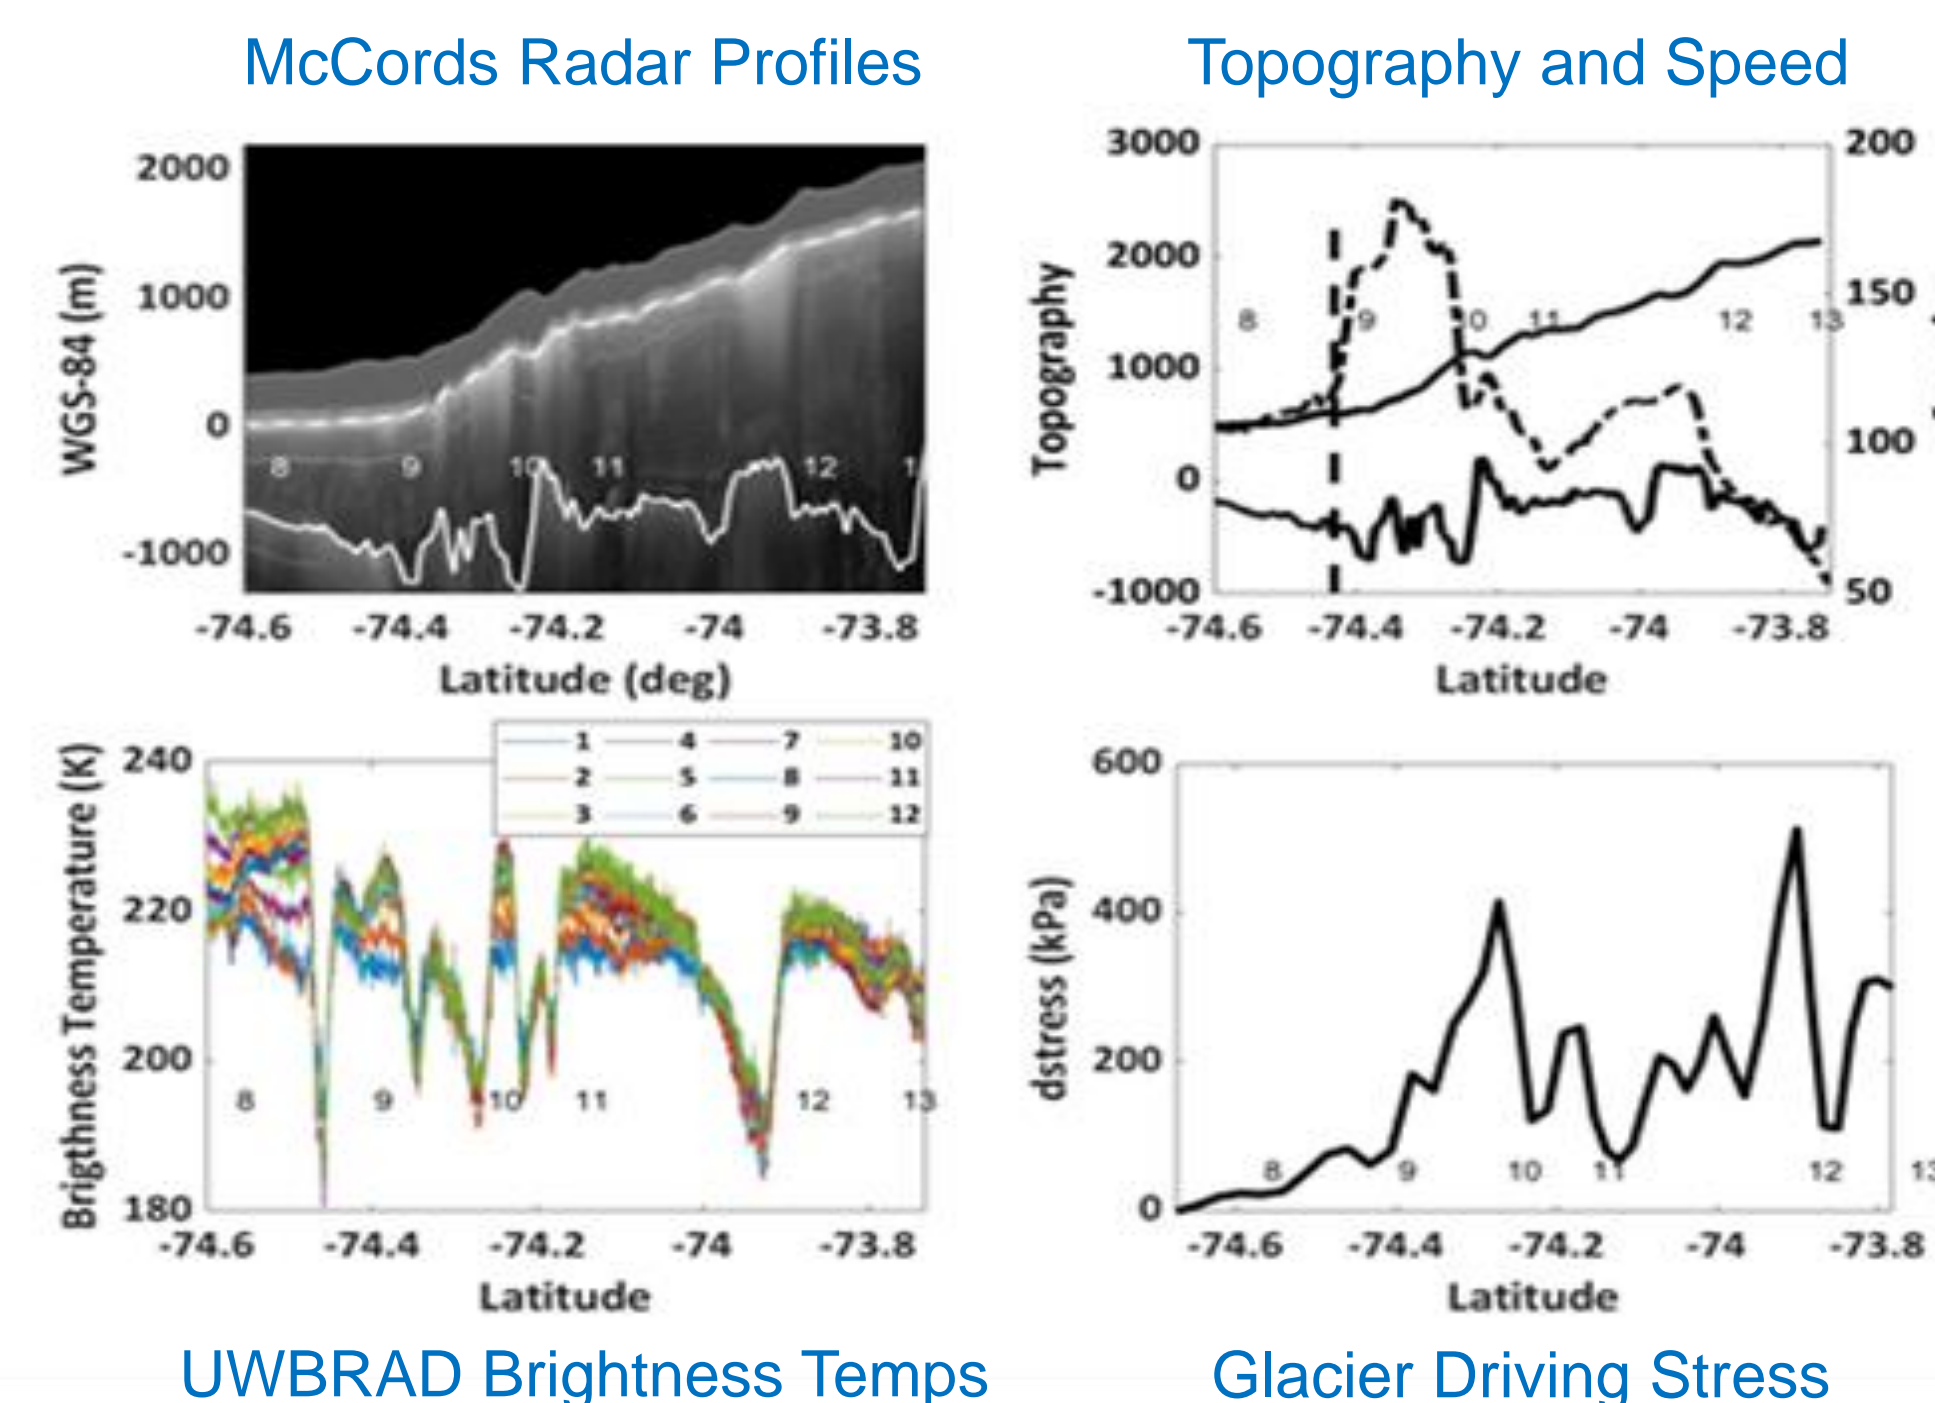 McCords Radar Profiles
Topography and Speed
2000
1000
0
-1000
WGS-84 (m)
8 9 10 11 12 1
-74.6 -74.4 -74.2 -74 -73.8
Latitude (deg)
3000
2000
1000
0
-1000
Topography
200
150
100
50
8 9 10 11 12 13
-74.6 -74.4 -74.2 -74 -73.8
Latitude
240
220
200
180
Brigthness Temperature (K)
1 4 7 10
2 5 8 11
3 6 9 12
8 9 10 11 12 13
-74.6 -74.4 -74.2 -74 -73.8
Latitude
UWBRAD Brightness Temps
600
400
200
0
dstress (kPa)
8 9 10 11 12 13
-74.6 -74.4 -74.2 -74 -73.8
Latitude
Glacier Driving Stress